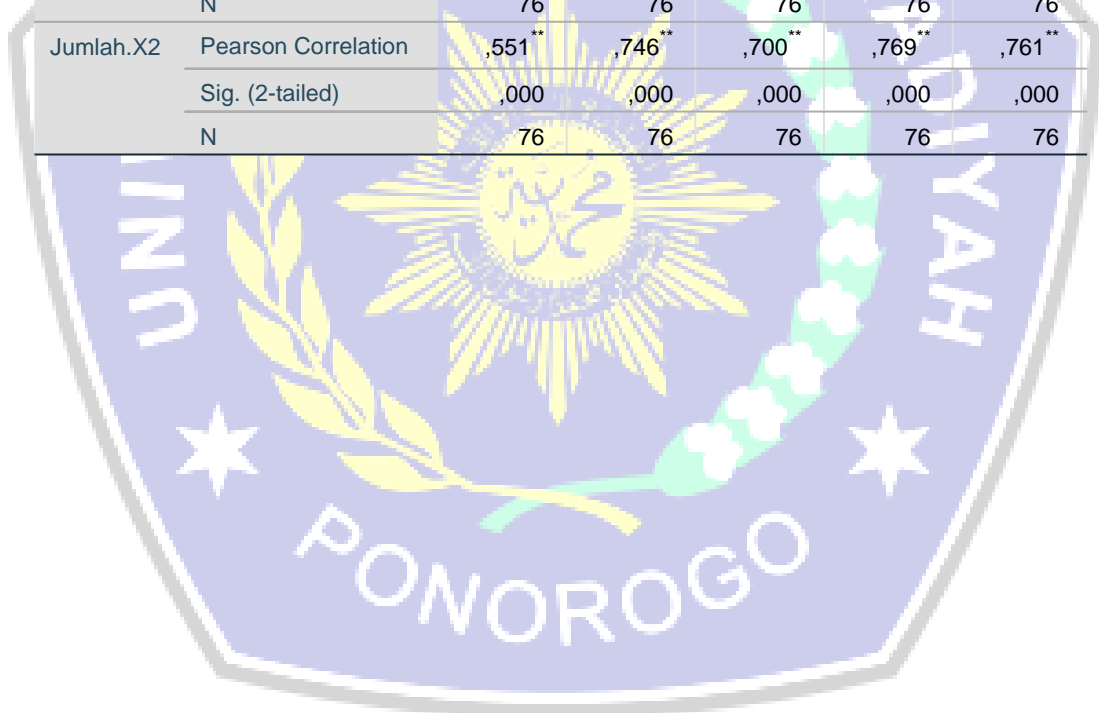 N 76 76 76 76 76
Jumlah.X2 Pearson Correlation ,551** ,746** ,700** ,769** ,761**
Sig. (2-tailed) ,000 ,000 ,000 ,000 ,000
N 76 76 76 76 76
PONOROGO